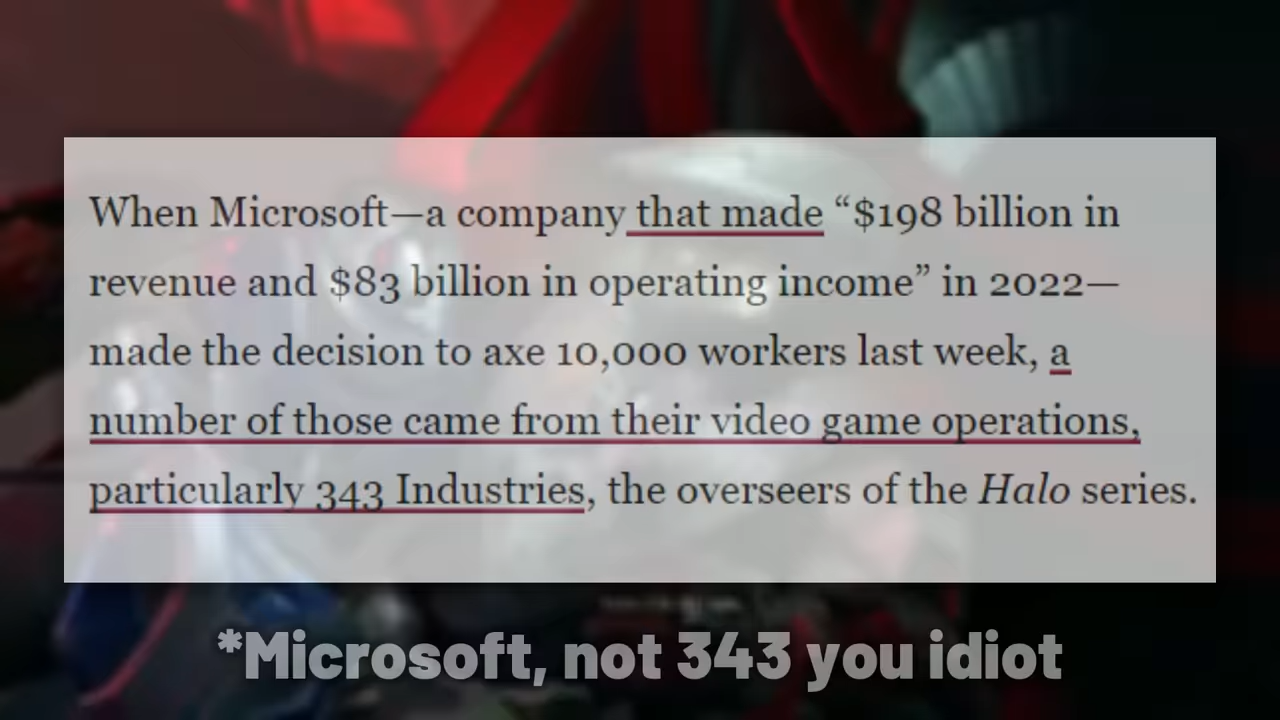 When Microsoft—a company that made “$198 billion in
revenue and $83 billion in operating income” in 2022—
made the decision to axe 10,000 workers last week, a
number of those came from their video game operations,
particularly 343 Industries, the overseers of the Halo series.
*Microsoft, not 343 you idiot